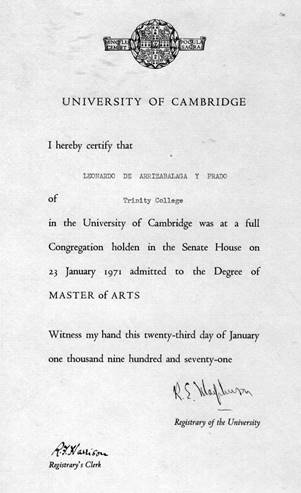 UNIVERSITY OF CAMBRIDGE
I hereby certify that
LEONARDO DE ARRIZABALAGA Y PRADO
of Trinity College
in the University of Cambridge was at a full
Congregation holden in the Senate House on
23 January 1971 admitted to the Degree of
MASTER of ARTS
Witness my hand this twenty-third day of January
one thousand nine hundred and seventy-one
R. E. Macpherson
Registrary of the University
Harrison
Registrary's Clerk